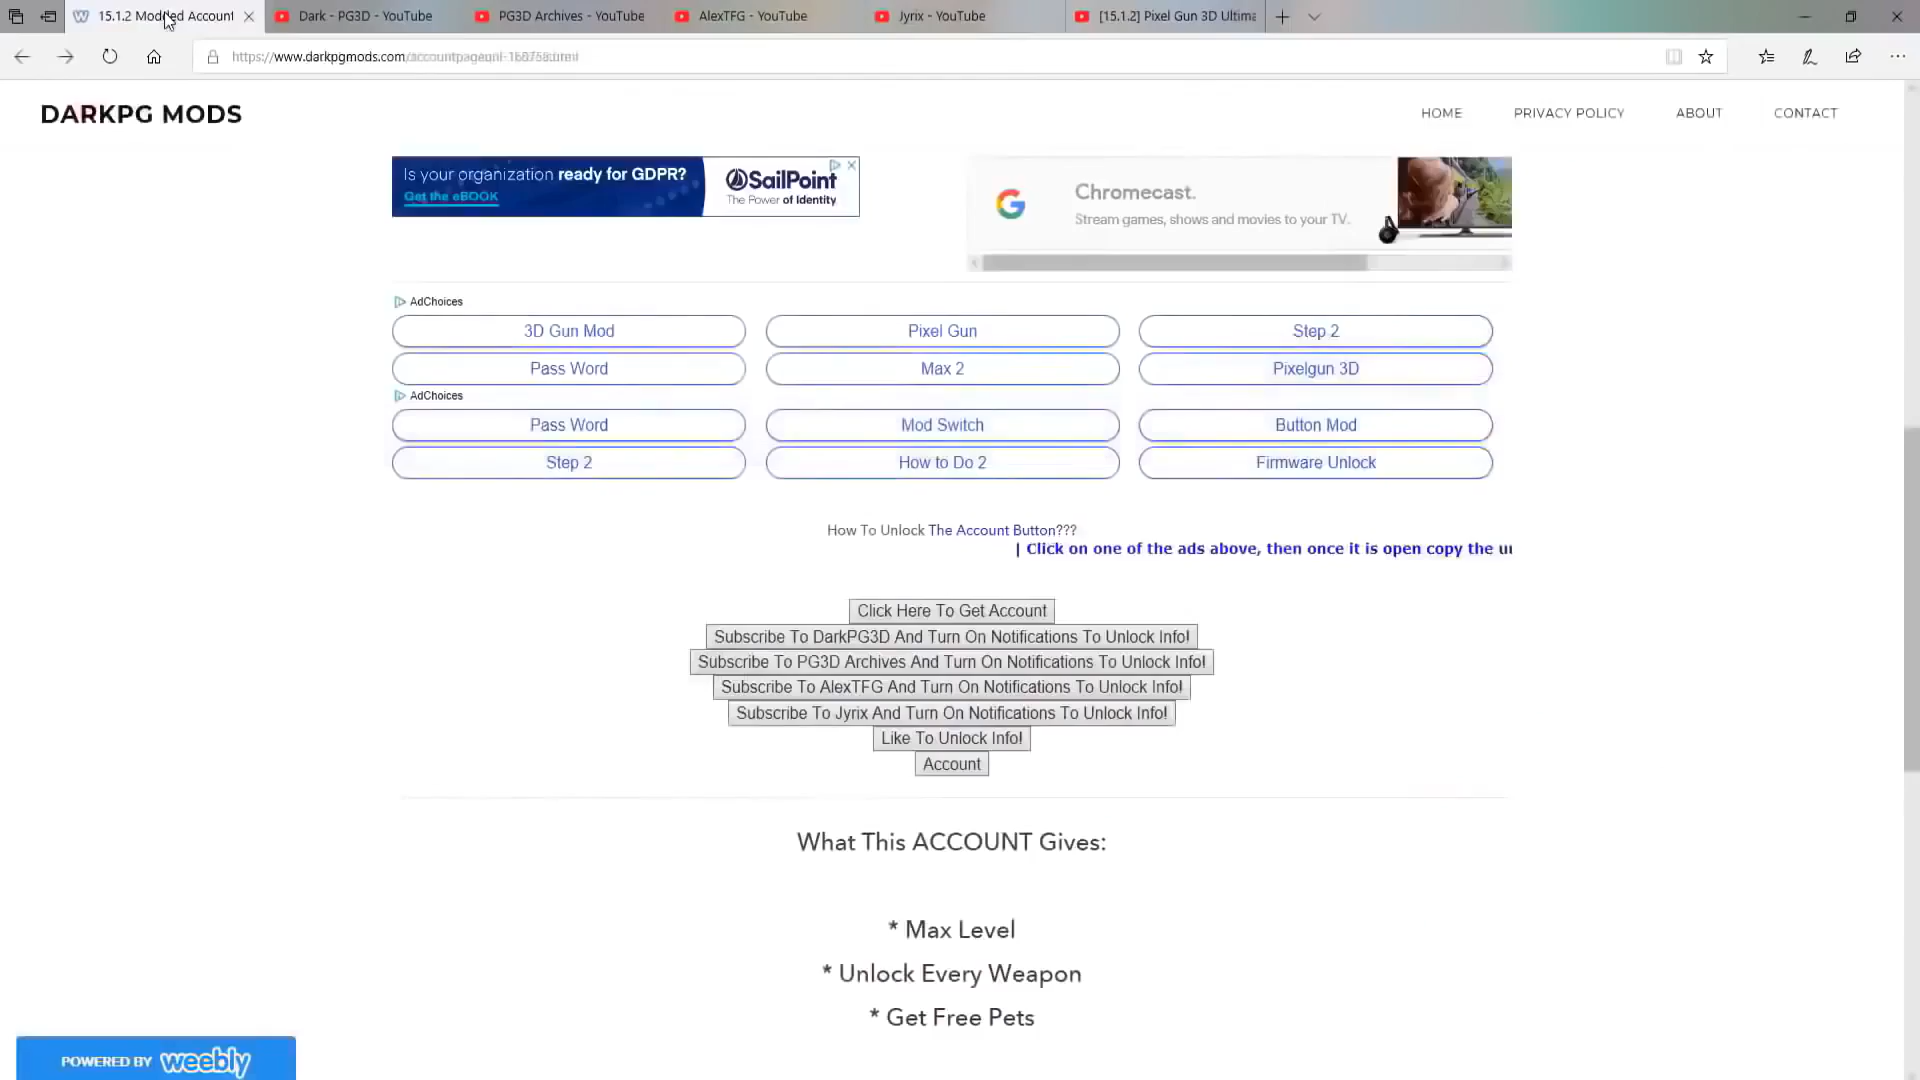 15.1.2 Modded Account
Dark - PG3D - YouTube
PG3D Archives - YouTube
AlexTFG - YouTube
Jyrix - YouTube
[15.1.2] Pixel Gun 3D Ultima
https://www.darkpgmods.com
DARKPG MODS
HOME
PRIVACY POLICY
ABOUT
CONTACT
Is your organization ready for GDPR?
Get the eBOOK
SailPoint
The Power of Identity
Chromecast.
Stream games, shows and movies to your TV.
AdChoices
3D Gun Mod
Pixel Gun
Step 2
Pass Word
Max 2
Pixelgun 3D
AdChoices
Pass Word
Mod Switch
Button Mod
Step 2
How to Do 2
Firmware Unlock
How To Unlock The Account Button???
| Click on one of the ads above, then once it is open copy the
Click Here To Get Account
Subscribe To DarkPG3D And Turn On Notifications To Unlock Info!
Subscribe To PG3D Archives And Turn On Notifications To Unlock Info!
Subscribe To AlexTFG And Turn On Notifications To Unlock Info!
Subscribe To Jyrix And Turn On Notifications To Unlock Info!
Like To Unlock Info!
Account
What This ACCOUNT Gives:
* Max Level
* Unlock Every Weapon
* Get Free Pets
POWERED BY weebly